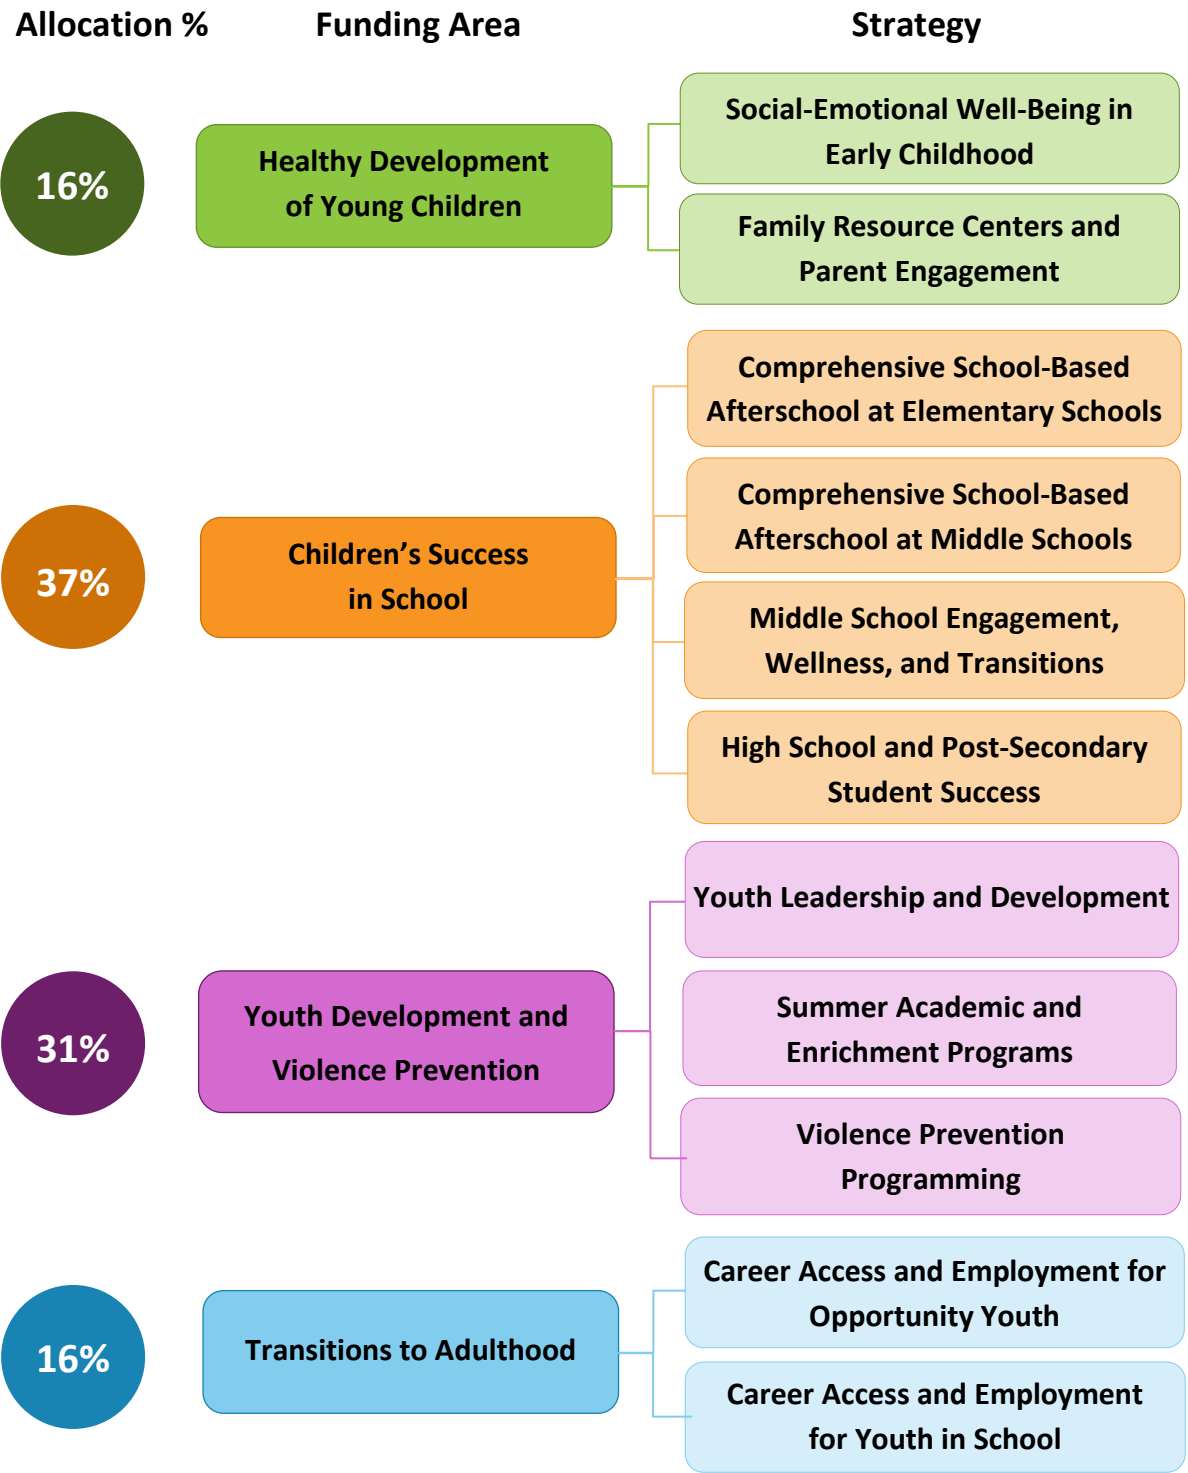 Allocation % Funding Area Strategy
16%
Healthy Development
of Young Children
Social-Emotional Well-Being in
Early Childhood
Family Resource Centers and
Parent Engagement
37%
Children’s Success
in School
Comprehensive School-Based
Afterschool at Elementary Schools
Comprehensive School-Based
Afterschool at Middle Schools
Middle School Engagement,
Wellness, and Transitions
High School and Post-Secondary
Student Success
31%
Youth Development and
Violence Prevention
Youth Leadership and Development
Summer Academic and
Enrichment Programs
Violence Prevention
Programming
16%
Transitions to Adulthood
Career Access and Employment for
Opportunity Youth
Career Access and Employment
for Youth in School